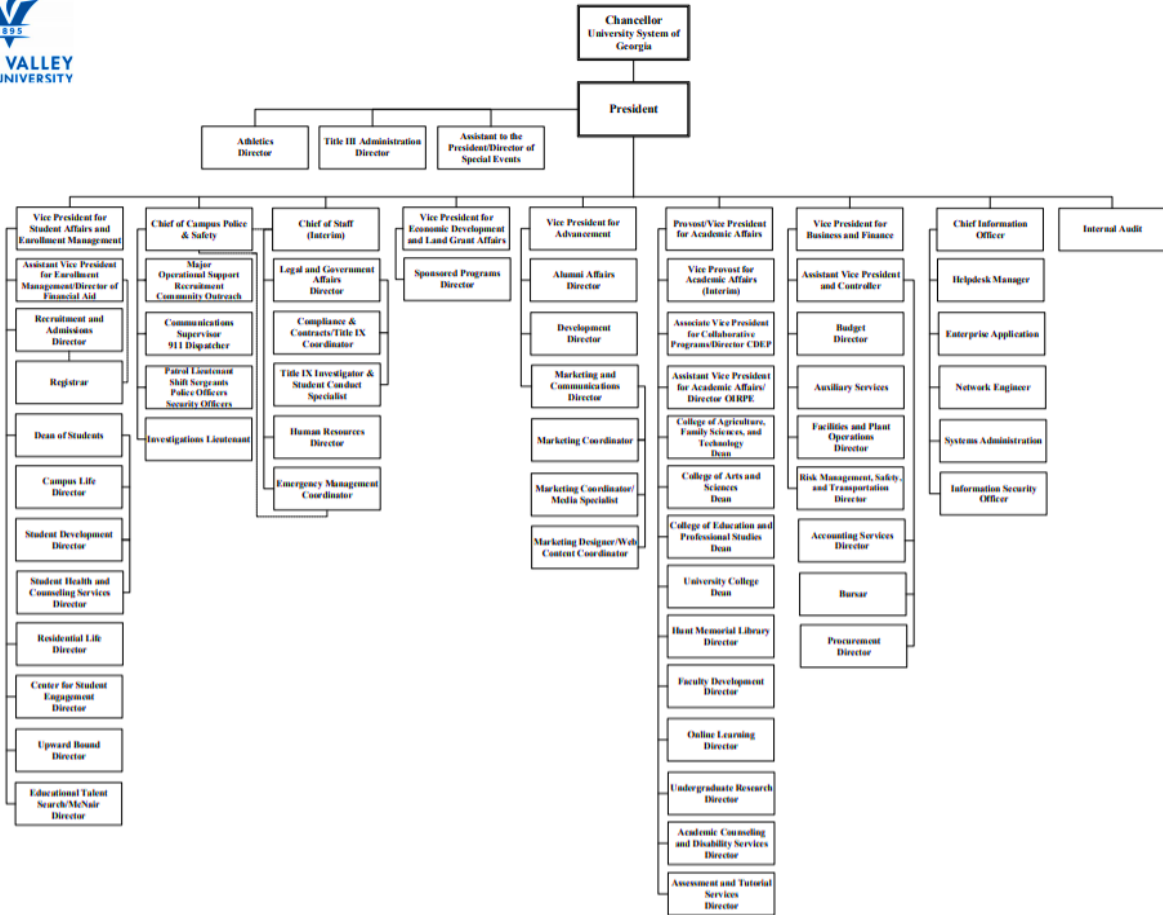 1895
VALLEY
UNIVERSITY
Chancellor
University System of
Georgia
President
Athletics
Director
Title III Administration
Director
Assistant to the
President/Director of
Special Events
Vice President for
Student Affairs and
Enrollment Management
Assistant Vice President
for Enrollment
Management/Director of
Financial Aid
Recruitment and
Admissions
Director
Registrar
Dean of Students
Campus Life
Director
Student Development
Director
Student Health and
Counseling Services
Director
Residential Life
Director
Center for Student
Engagement
Director
Upward Bound
Director
Educational Talent
Search/McNair
Director
Chief of Campus Police
& Safety
Major
Operational Support
Recruitment
Community Outreach
Communications
Supervisor
911 Dispatcher
Patrol Lieutenant
Shift Sergeants
Police Officers
Security Officers
Investigations Lieutenant
Chief of Staff
(Interim)
Legal and Government
Affairs
Director
Compliance &
Contracts/Title IX
Coordinator
Title IX Investigator &
Student Conduct
Specialist
Human Resources
Director
Emergency Management
Coordinator
Vice President for
Economic Development
and Land Grant Affairs
Sponsored Programs
Director
Vice President for
Advancement
Alumni Affairs
Director
Development
Director
Marketing and
Communications
Director
Marketing Coordinator
Marketing Coordinator/
Media Specialist
Marketing Designer/Web
Content Coordinator
Provost/Vice President
for Academic Affairs
Vice Provost for
Academic Affairs
(Interim)
Associate Vice President
for Collaborative
Programs/Director CDEP
Assistant Vice President
for Academic Affairs/
Director OIRPE
College of Agriculture,
Family Sciences, and
Technology
Dean
College of Arts and
Sciences
Dean
College of Education and
Professional Studies
Dean
University College
Dean
Hunt Memorial Library
Director
Faculty Development
Director
Online Learning
Director
Undergraduate Research
Director
Academic Counseling
and Disability Services
Director
Assessment and Tutorial
Services
Director
Vice President for
Business and Finance
Assistant Vice President
and Controller
Budget
Director
Auxiliary Services
Facilities and Plant
Operations
Director
Risk Management, Safety,
and Transportation
Director
Accounting Services
Director
Bursar
Procurement
Director
Chief Information
Officer
Helpdesk Manager
Enterprise Application
Network Engineer
Systems Administration
Information Security
Officer
Internal Audit